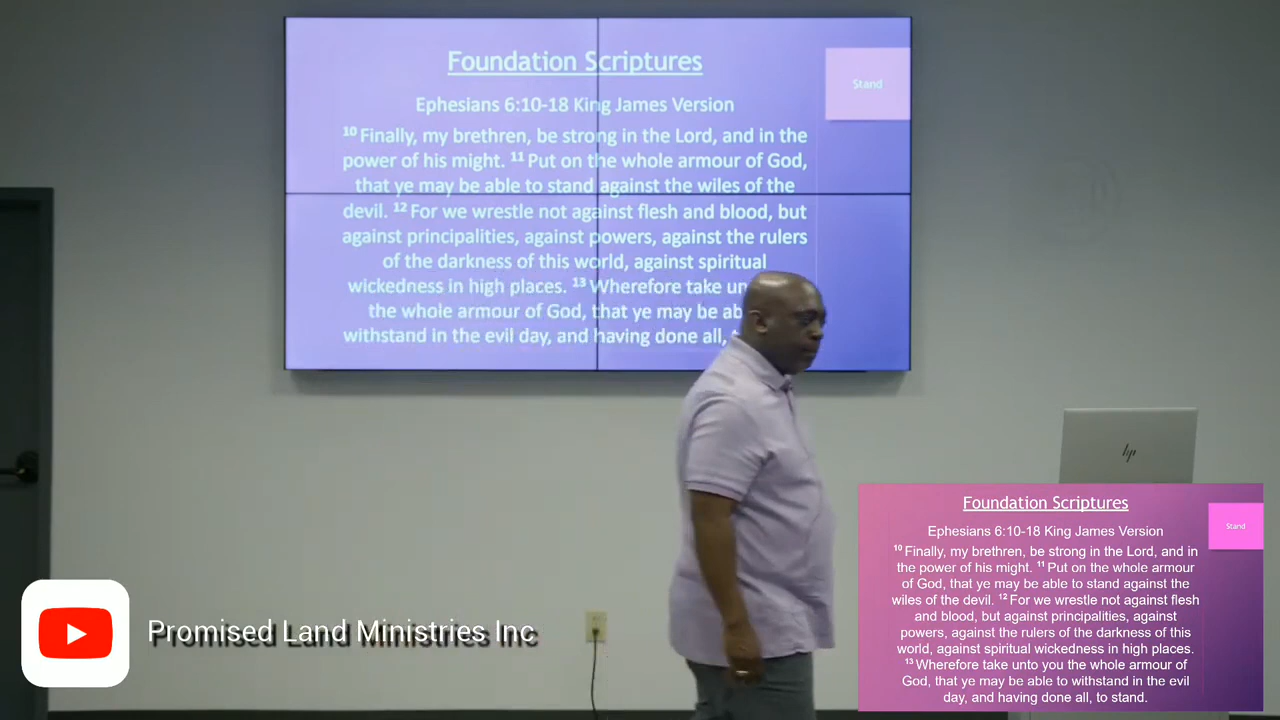 Foundation Scriptures
Stand
Ephesians 6:10-18 King James Version
10 Finally, my brethren, be strong in the Lord, and in the
power of his might. 11 Put on the whole armour of God,
that ye may be able to stand against the wiles of the
devil. 12 For we wrestle not against flesh and blood, but
against principalities, against powers, against the rulers
of the darkness of this world, against spiritual
wickedness in high places. 13 Wherefore take un
the whole armour of God, that ye may be ab
withstand in the evil day, and having done all,
hp
Foundation Scriptures
Stand
Ephesians 6:10-18 King James Version
10 Finally, my brethren, be strong in the Lord, and in
the power of his might. 11 Put on the whole armour
of God, that ye may be able to stand against the
wiles of the devil. 12 For we wrestle not against flesh
and blood, but against principalities, against
powers, against the rulers of the darkness of this
world, against spiritual wickedness in high places.
13 Wherefore take unto you the whole armour of
God, that ye may be able to withstand in the evil
day, and having done all, to stand.
Promised Land Ministries Inc